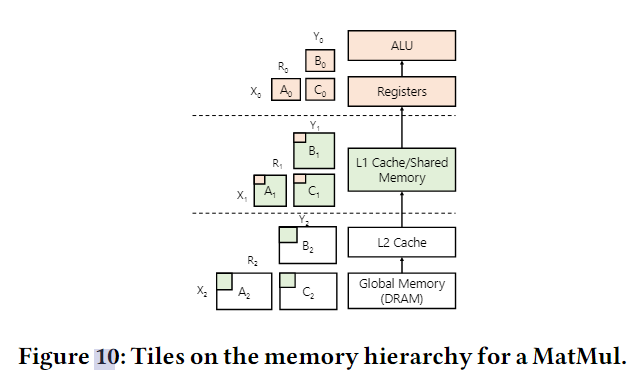 Y0
B0
ALU
R0
X0
A0
C0
Registers
Y1
B1
R1
X1
A1
C1
L1 Cache/Shared
Memory
Y2
B2
L2 Cache
R2
X2
A2
C2
Global Memory
(DRAM)
Figure 10: Tiles on the memory hierarchy for a MatMul.